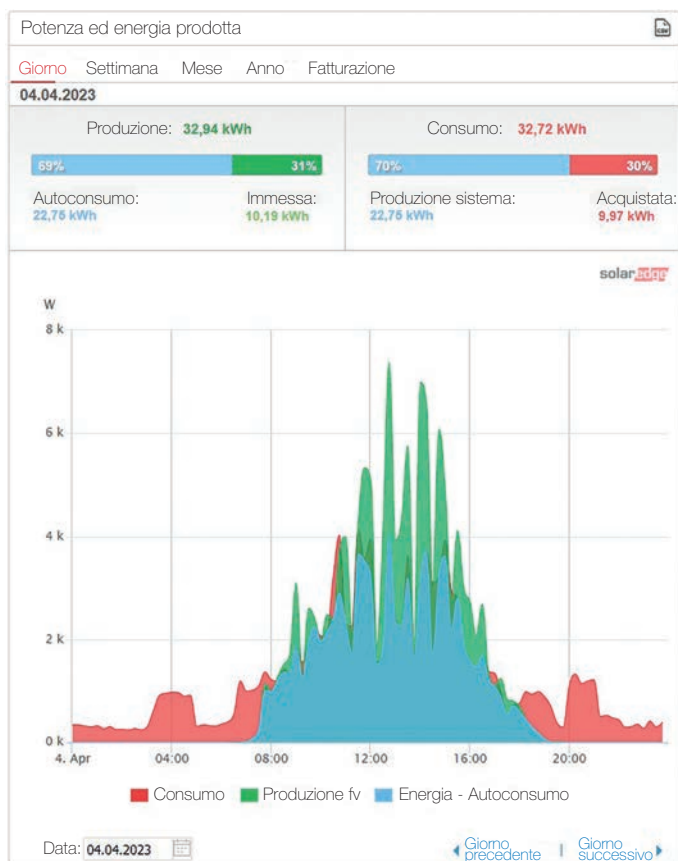 Potenza ed energia prodotta
CSV
Giorno Settimana Mese Anno Fatturazione
04.04.2023
Produzione: 32,94 kWh
Consumo: 32,72 kWh
69% 31%
70% 30%
Autoconsumo: Immessa:
22,75 kWh 10,19 kWh
Produzione sistema: Acquistata:
22,75 kWh 9,97 kWh
solaredge
W
8 k
6 k
4 k
2 k
0 k
4. Apr 04:00 08:00 12:00 16:00 20:00
Consumo Produzione fv Energia - Autoconsumo
Data: 04.04.2023
Giorno precedente | Giorno successivo